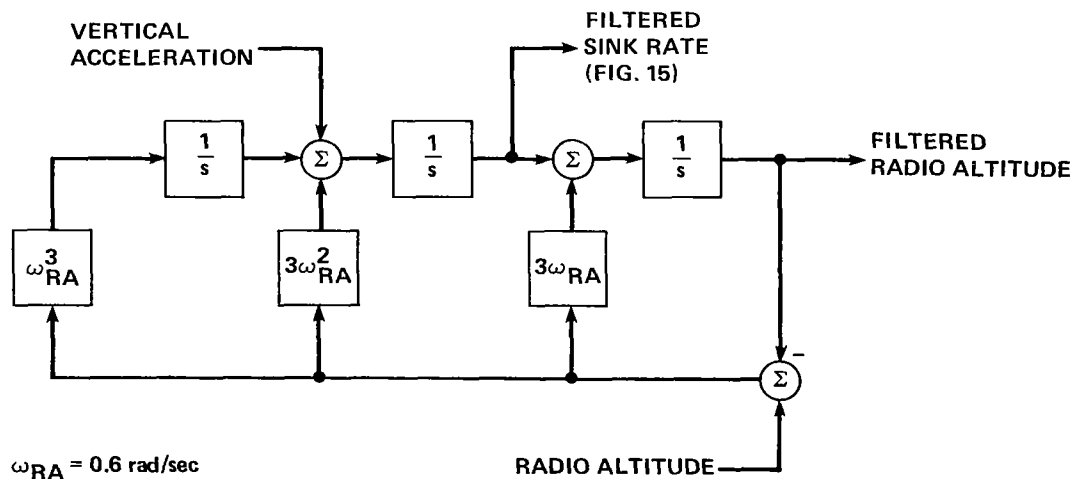 VERTICAL
ACCELERATION
FILTERED
SINK RATE
(FIG. 15)
1
s
Σ
1
s
Σ
1
s
FILTERED
RADIO ALTITUDE
ω³RA
3ω²RA
3ωRA
−
Σ
ωRA = 0.6 rad/sec
RADIO ALTITUDE